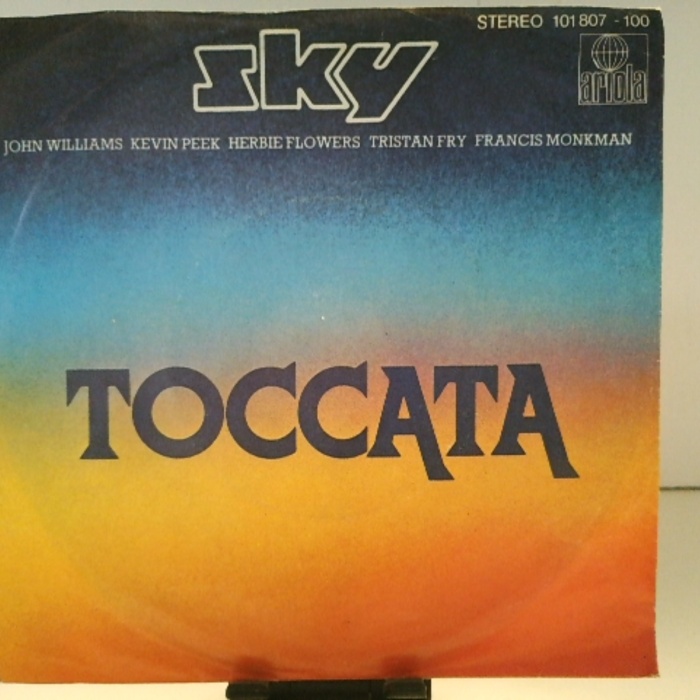 STEREO 101 807 - 100
sky
ariola
JOHN WILLIAMS KEVIN PEEK HERBIE FLOWERS TRISTAN FRY FRANCIS MONKMAN
TOCCATA